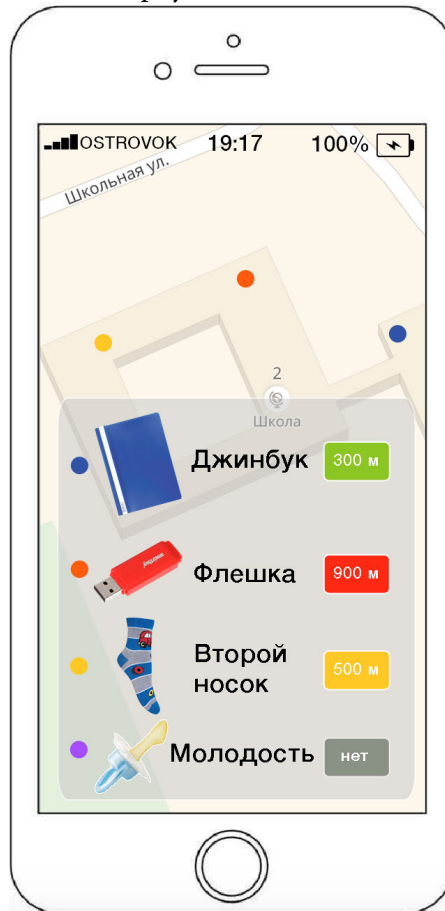 OSTROVOK 19:17 100%
Школьная ул.
2
Школа
Джинбук 300 м
Флешка 900 м
Второй
носок 500 м
Молодость нет